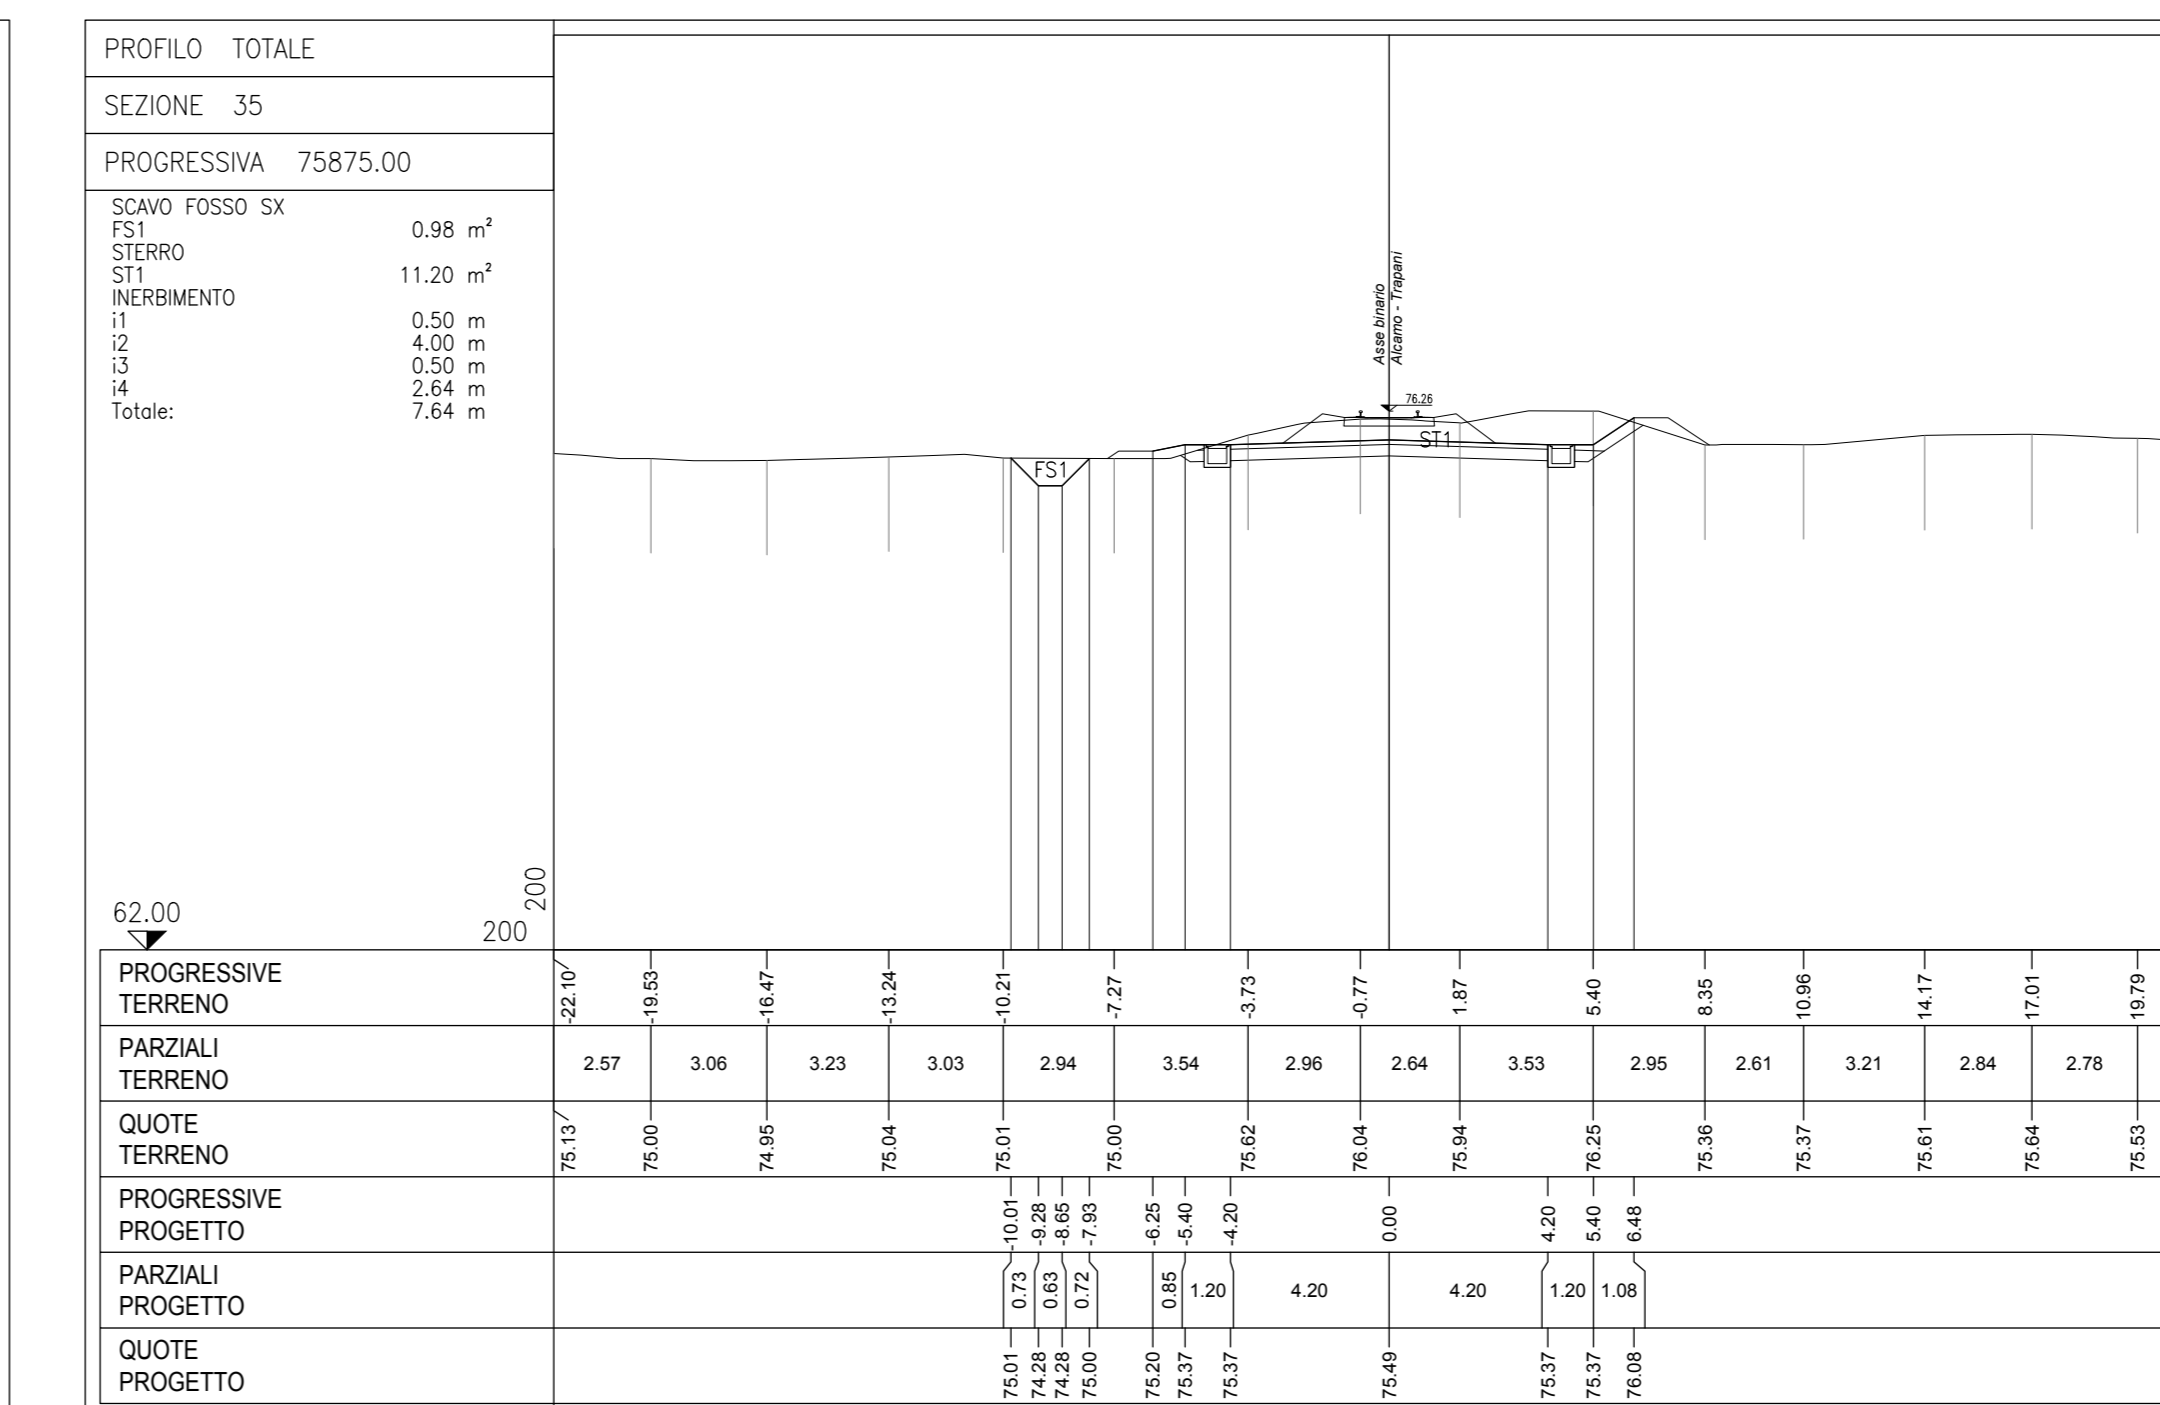 PROFILO TOTALE
SEZIONE 35
PROGRESSIVA 75875.00
SCAVO FOSSO SX
FS1 0.98 m²
STERRO
ST1 11.20 m²
INERBIMENTO
i1 0.50 m
i2 4.00 m
i3 0.50 m
i4 2.64 m
Totale: 7.64 m
Asse binario
Alcamo - Trapani
76.26
ST1
FS1
200
62.00
200
PROGRESSIVE
TERRENO
-22.10 -19.53 -16.47 -13.24 -10.21 -7.27 -3.73 -0.77 1.87 5.40 8.35 10.96 14.17 17.01 19.79
PARZIALI
TERRENO
2.57 3.06 3.23 3.03 2.94 3.54 2.96 2.64 3.53 2.95 2.61 3.21 2.84 2.78
QUOTE
TERRENO
75.13 75.00 74.95 75.04 75.01 75.00 75.62 76.04 75.94 76.25 75.36 75.37 75.61 75.64 75.53
PROGRESSIVE
PROGETTO
-10.01 -9.28 -8.65 -7.93 -6.25 -5.40 -4.20 0.00 4.20 5.40 6.48
PARZIALI
PROGETTO
0.73 0.63 0.72 0.85 1.20 4.20 4.20 1.20 1.08
QUOTE
PROGETTO
75.01 74.28 74.28 75.00 75.20 75.37 75.37 75.49 75.37 75.37 76.08